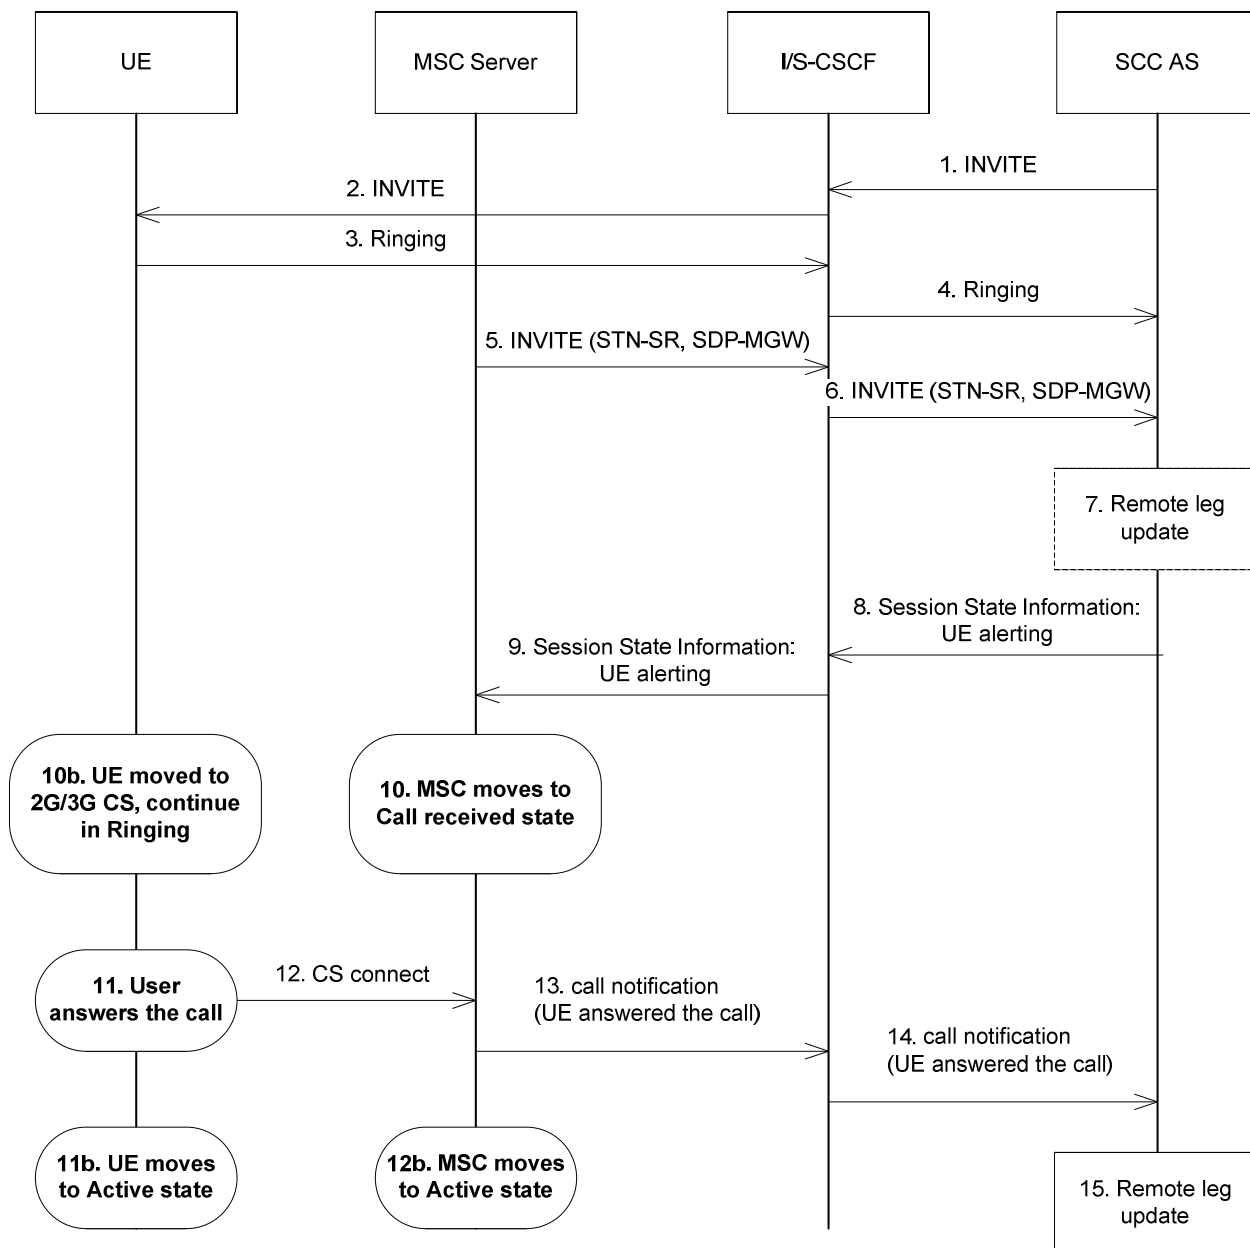 UE
MSC Server
I/S-CSCF
SCC AS
1. INVITE
2. INVITE
3. Ringing
4. Ringing
5. INVITE (STN-SR, SDP-MGW)
6. INVITE (STN-SR, SDP-MGW)
7. Remote leg
update
8. Session State Information:
UE alerting
9. Session State Information:
UE alerting
10b. UE moved to
2G/3G CS, continue
in Ringing
10. MSC moves to
Call received state
11. User
answers the call
12. CS connect
13. call notification
(UE answered the call)
14. call notification
(UE answered the call)
11b. UE moves
to Active state
12b. MSC moves
to Active state
15. Remote leg
update